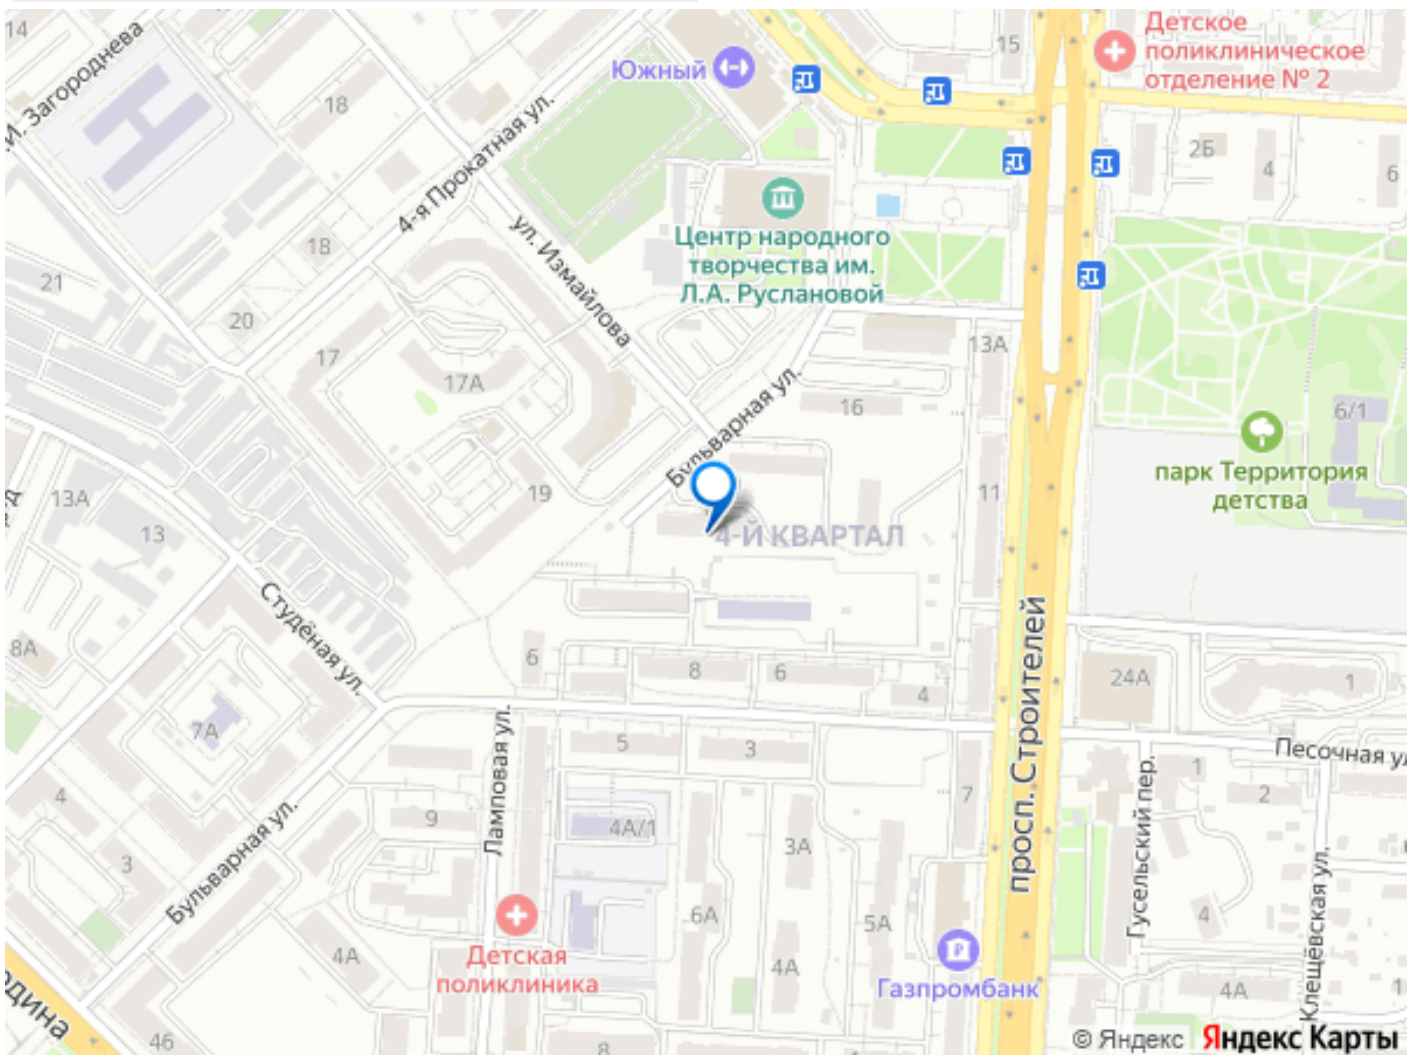 14
И. Загороднева
18
Южный
15
Детское
поликлиническое
отделение № 2
4-я Прокатная ул.
2Б
4
6
18
ул. Измайлова
Центр народного
творчества им.
Л.А. Руслановой
21
20
17
17А
13А
Бульварная ул.
16
6/1
парк Территория
детства
13А
13
19
11
4-Й КВАРТАЛ
Студёная ул.
8А
6
8
6
4
24А
1
7А
Ламповая ул.
5
3
просп. Строителей
Песочная ул
4
9
4А/1
7
1
2
Гусельский пер.
3
3А
Бульварная ул.
Клещёвская ул.
6А
5А
4
Детская
поликлиника
4А
4А
Газпромбанк
4А
1
одина
46
8
© Яндекс Яндекс Карты